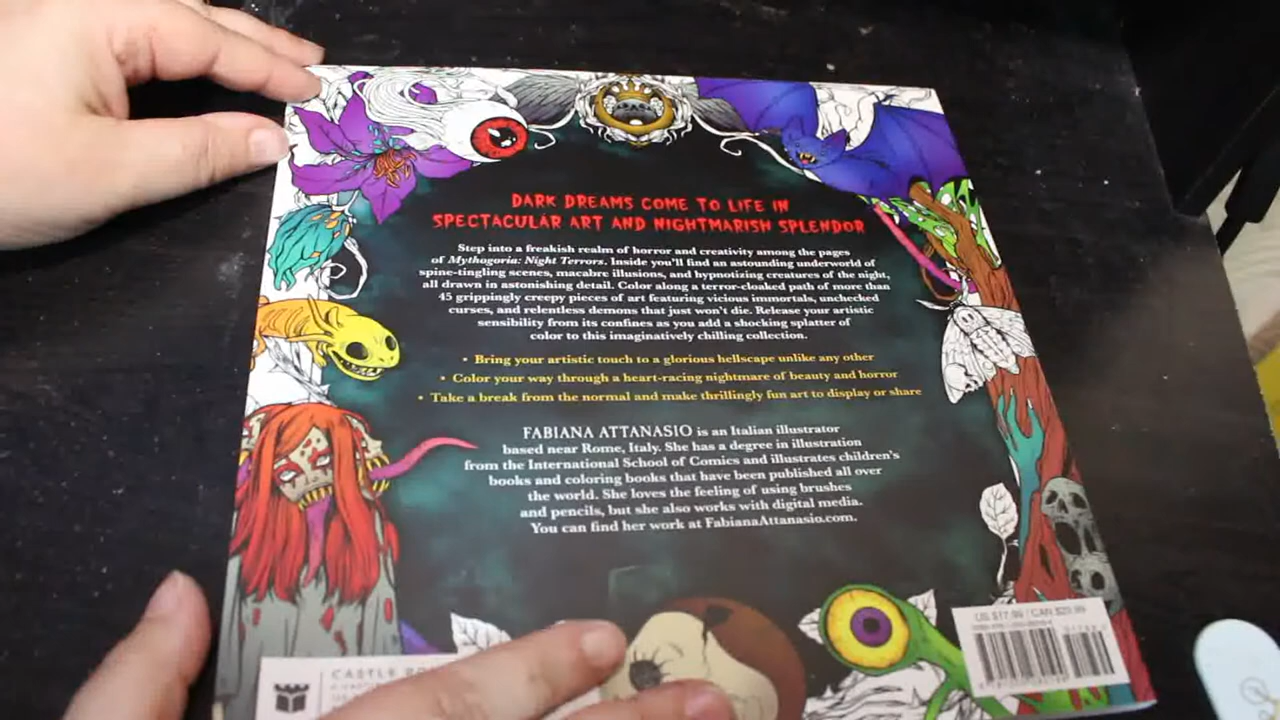 DARK DREAMS COME TO LIFE IN
SPECTACULAR ART AND NIGHTMARISH SPLENDOR
Step into a freakish realm of horror and creativity among the pages
of Mythogoria: Night Terrors. Inside you'll find an astounding underworld of
spine-tingling scenes, macabre illusions, and hypnotizing creatures of the night,
all drawn in astonishing detail. Color along a terror-cloaked path of more than
45 grippingly creepy pieces of art featuring vicious immortals, unchecked
curses, and relentless demons that just won't die. Release your artistic
sensibility from its confines as you add a shocking splatter of
color to this imaginatively chilling collection.
• Bring your artistic touch to a glorious hellscape unlike any other
• Color your way through a heart-racing nightmare of beauty and horror
• Take a break from the normal and make thrillingly fun art to display or share
FABIANA ATTANASIO is an Italian illustrator
based near Rome, Italy. She has a degree in illustration
from the International School of Comics and illustrates children's
books and coloring books that have been published all over
the world. She loves the feeling of using brushes
and pencils, but she also works with digital media.
You can find her work at FabianaAttanasio.com.
US $17.99 / CAN $23.99
CASTLE